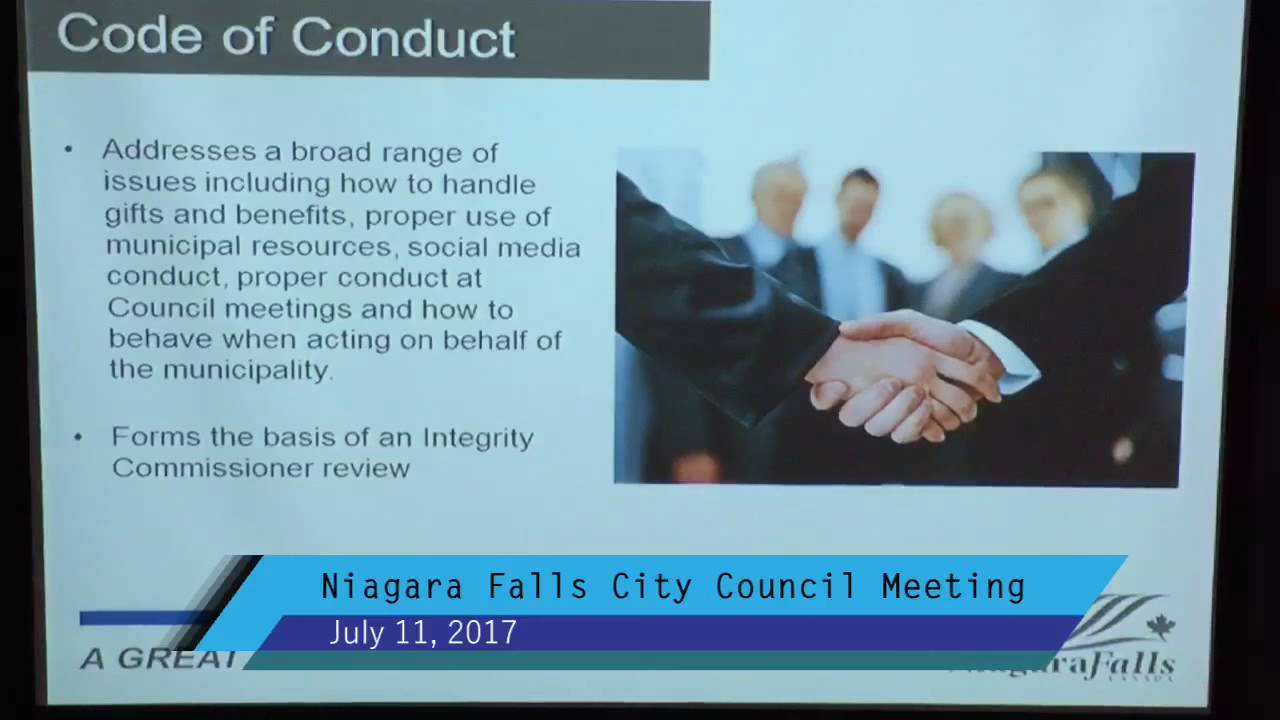 Code of Conduct
• Addresses a broad range of
issues including how to handle
gifts and benefits, proper use of
municipal resources, social media
conduct, proper conduct at
Council meetings and how to
behave when acting on behalf of
the municipality.
• Forms the basis of an Integrity
Commissioner review
Niagara Falls City Council Meeting
July 11, 2017
A GREAT
Falls
CANADA